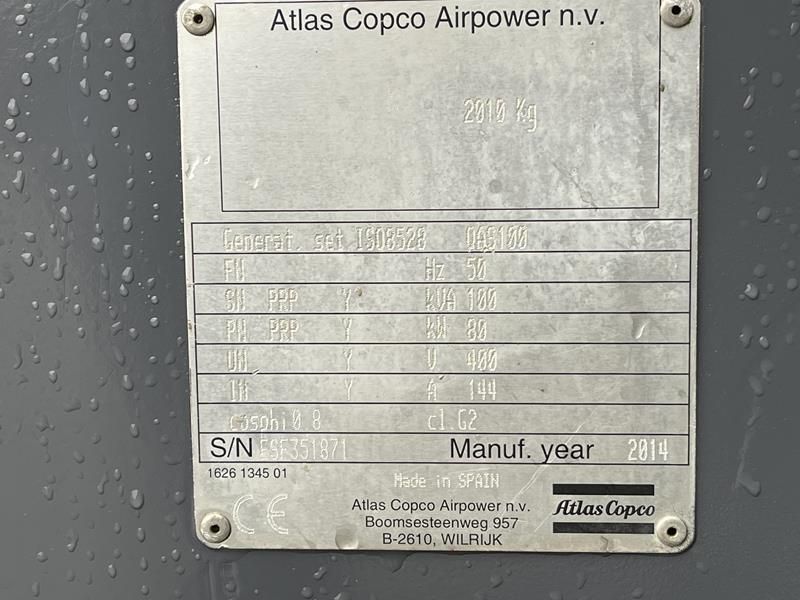 Atlas Copco Airpower n.v.
2010 Kg
Generat. set ISO8528 QAS100
FN Hz 50
SN PRP Y kVA 100
PN PRP Y kW 80
UN Y V 400
IN Y A 144
cosphi 0.8 cl.G2
S/N ESF351871 Manuf. year 2014
1626 1345 01
Made in SPAIN
CE
Atlas Copco Airpower n.v.
Boomsesteenweg 957
B-2610, WILRIJK
Atlas Copco